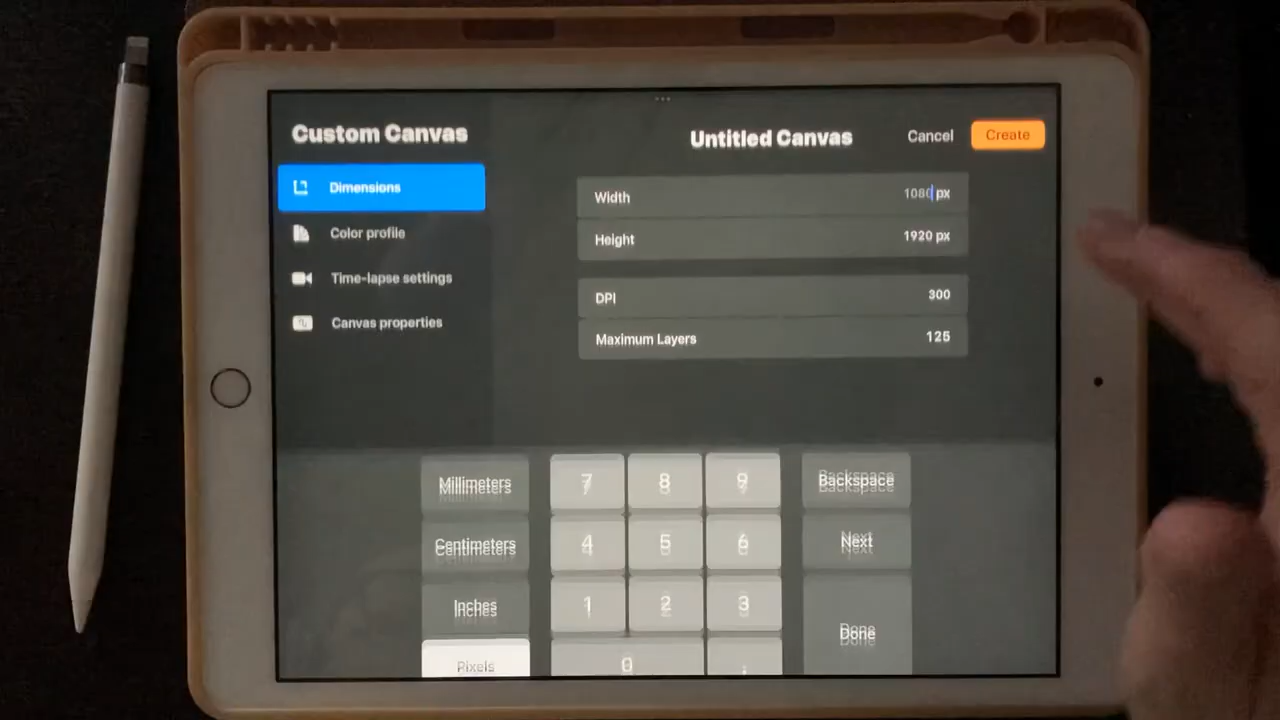 Custom Canvas
Untitled Canvas
Cancel
Create
Dimensions
Color profile
Time-lapse settings
Canvas properties
Width 1080 px
Height 1920 px
DPI 300
Maximum Layers 125
Millimeters 7 8 9 Backspace
Centimeters 4 5 6 Next
Inches 1 2 3 Done
Pixels 0 .